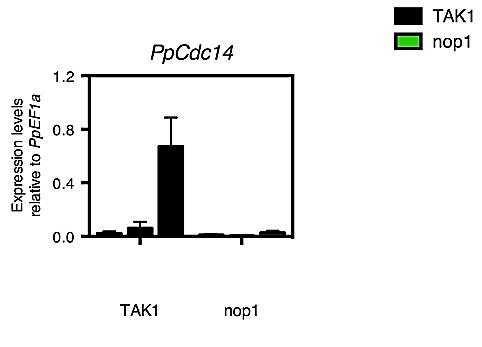 TAK1
nop1
PpCdc14
Expression levels
relative to PpEF1a
1.2
0.8
0.4
0.0
TAK1
nop1